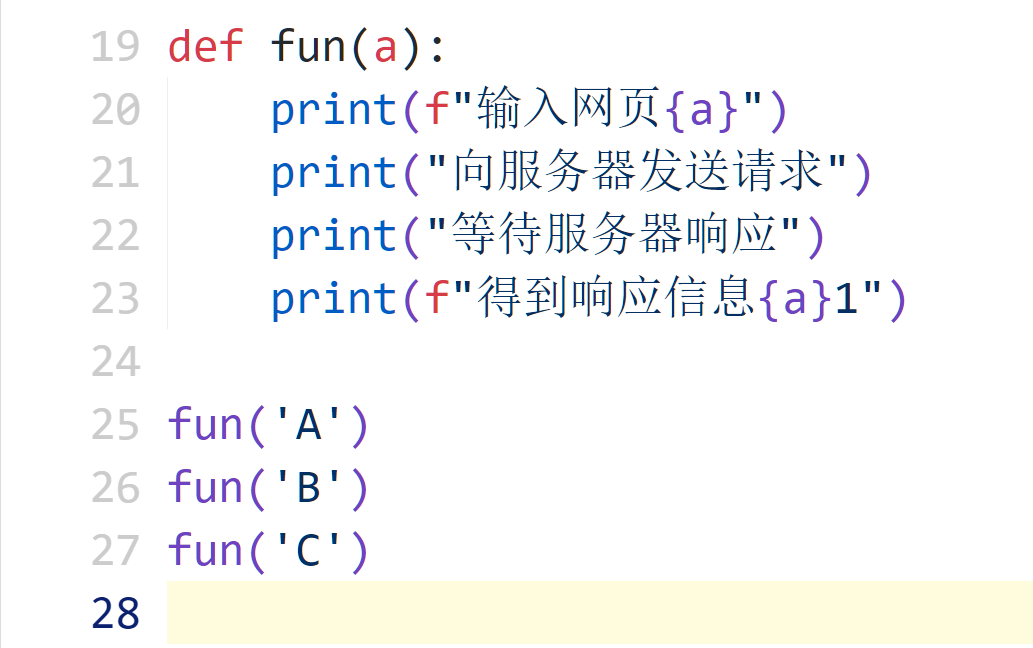 19 def fun(a):
20     print(f"输入网页{a}")
21     print("向服务器发送请求")
22     print("等待服务器响应")
23     print(f"得到响应信息{a}1")
24
25 fun('A')
26 fun('B')
27 fun('C')
28